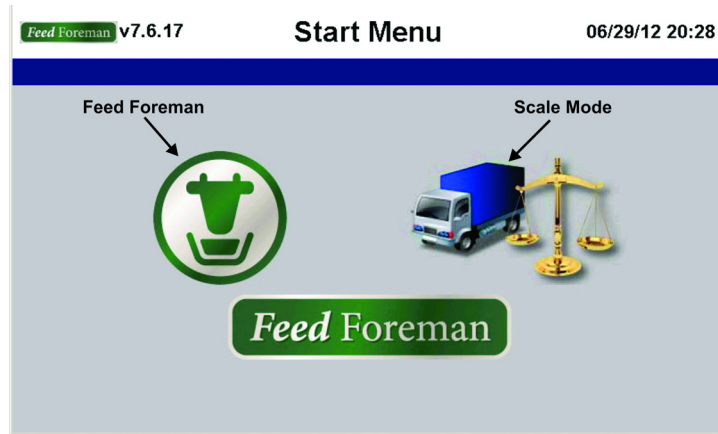 Feed Foreman v7.6.17 Start Menu 06/29/12 20:28
Feed Foreman Scale Mode
Feed Foreman